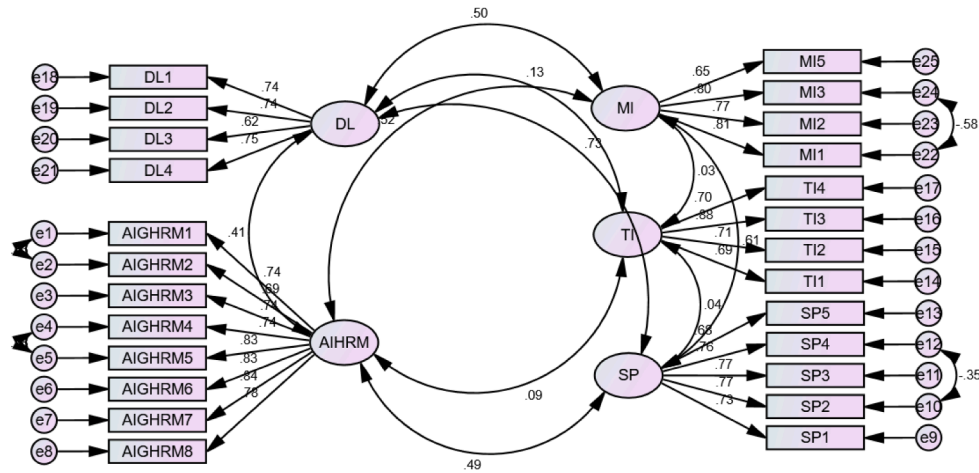 .50
e18 DL1 .74 .13 .65 MI5 e25
e19 DL2 .74 DL MI .80 MI3 e24
e20 DL3 .62 .52 .73 .77 MI2 e23 -.58
e21 DL4 .75 .81 MI1 e22
.03 .70 TI4 e17
.88 TI3 e16
e1 AIGHRM1 .41 TI .71 .61 TI2 e15
e2 AIGHRM2 .74 .69 TI1 e14
e3 AIGHRM3 .69 .04 SP5 e13
e4 AIGHRM4 .74 .68 SP4 e12
e5 AIGHRM5 .83 AIHRM .76 SP3 e11 -.35
e6 AIGHRM6 .83 SP .77 SP2 e10
e7 AIGHRM7 .84 .77 SP1 e9
e8 AIGHRM8 .78 .09 .73
.49